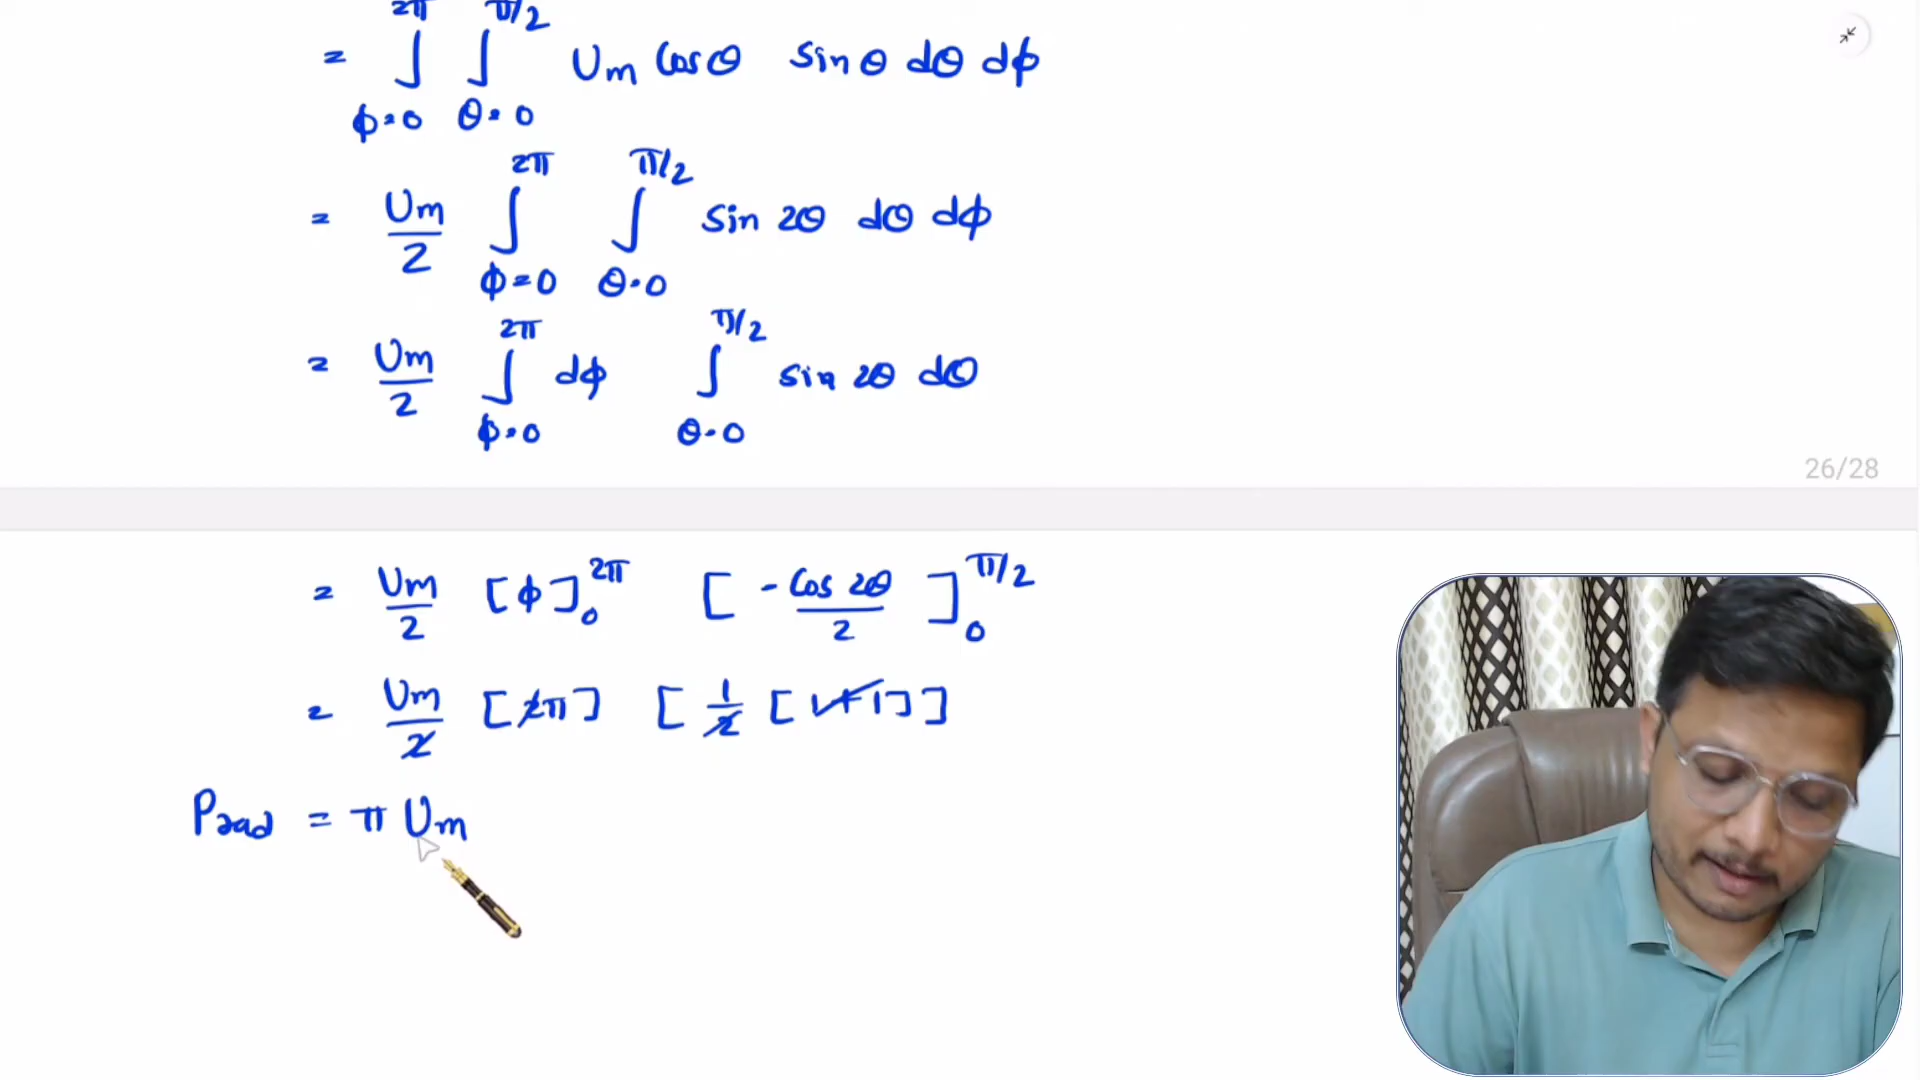 = ∫_{ϕ=0}^{2π} ∫_{θ=0}^{π/2} Um Cosθ Sinθ dθ dϕ
= Um/2 ∫_{ϕ=0}^{2π} ∫_{θ=0}^{π/2} Sin 2θ dθ dϕ
= Um/2 ∫_{ϕ=0}^{2π} dϕ ∫_{θ=0}^{π/2} sin 2θ dθ
26/28
= Um/2 [ϕ]_0^{2π} [-Cos 2θ/2]_0^{π/2}
= Um/2 [2π] [1/2 [1+1]]
Prad = π Um